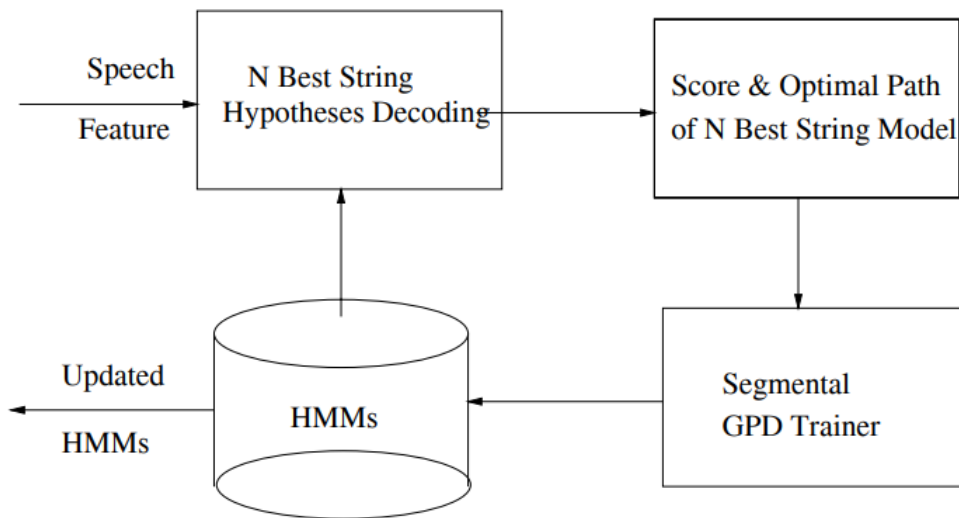 Speech
Feature
N Best String
Hypotheses Decoding
Score & Optimal Path
of N Best String Model
Updated
HMMs
HMMs
Segmental
GPD Trainer